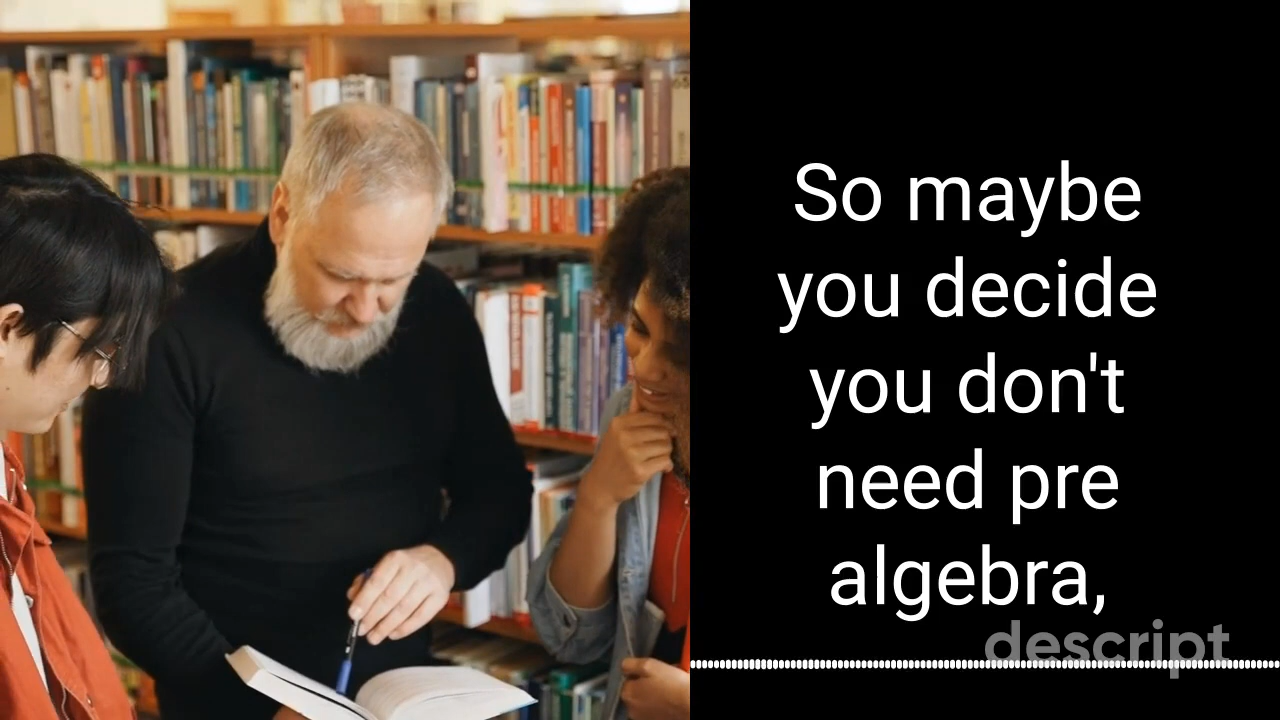 So maybe
you decide
you don't
need pre
algebra,
descript